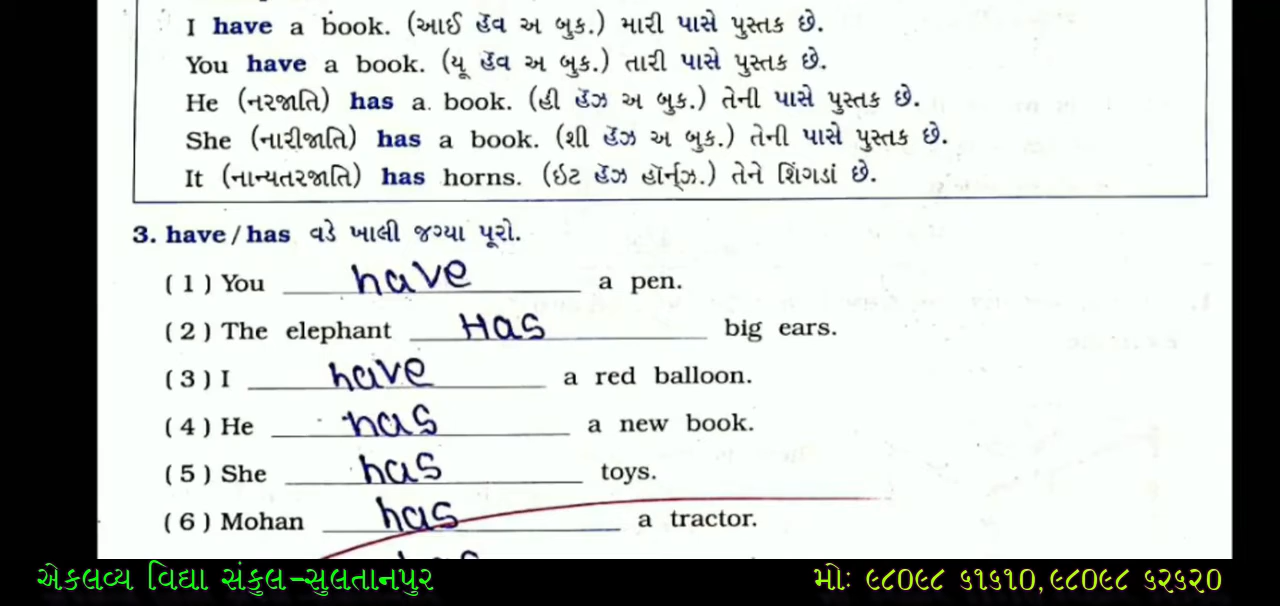 I have a book. (આઈ હૅવ અ બુક.) મારી પાસે પુસ્તક છે.
You have a book. (યૂ હૅવ અ બુક.) તારી પાસે પુસ્તક છે.
He (નરજાતિ) has a book. (હી હૅઝ અ બુક.) તેની પાસે પુસ્તક છે.
She (નારીજાતિ) has a book. (શી હૅઝ અ બુક.) તેની પાસે પુસ્તક છે.
It (નાન્યતરજાતિ) has horns. (ઇટ હૅઝ હૉર્ન્ઝ.) તેને શિંગડાં છે.
3. have / has વડે ખાલી જગ્યા પૂરો.
( 1 ) You have a pen.
( 2 ) The elephant Has big ears.
( 3 ) I have a red balloon.
( 4 ) He has a new book.
( 5 ) She has toys.
( 6 ) Mohan has a tractor.
એકલવ્ય વિદ્યા સંકુલ-સુલતાનપુર મોઃ ૯૮૦૯૮ ૬૧૬૧૦,૯૮૦૯૮ ૬૨૬૨૦